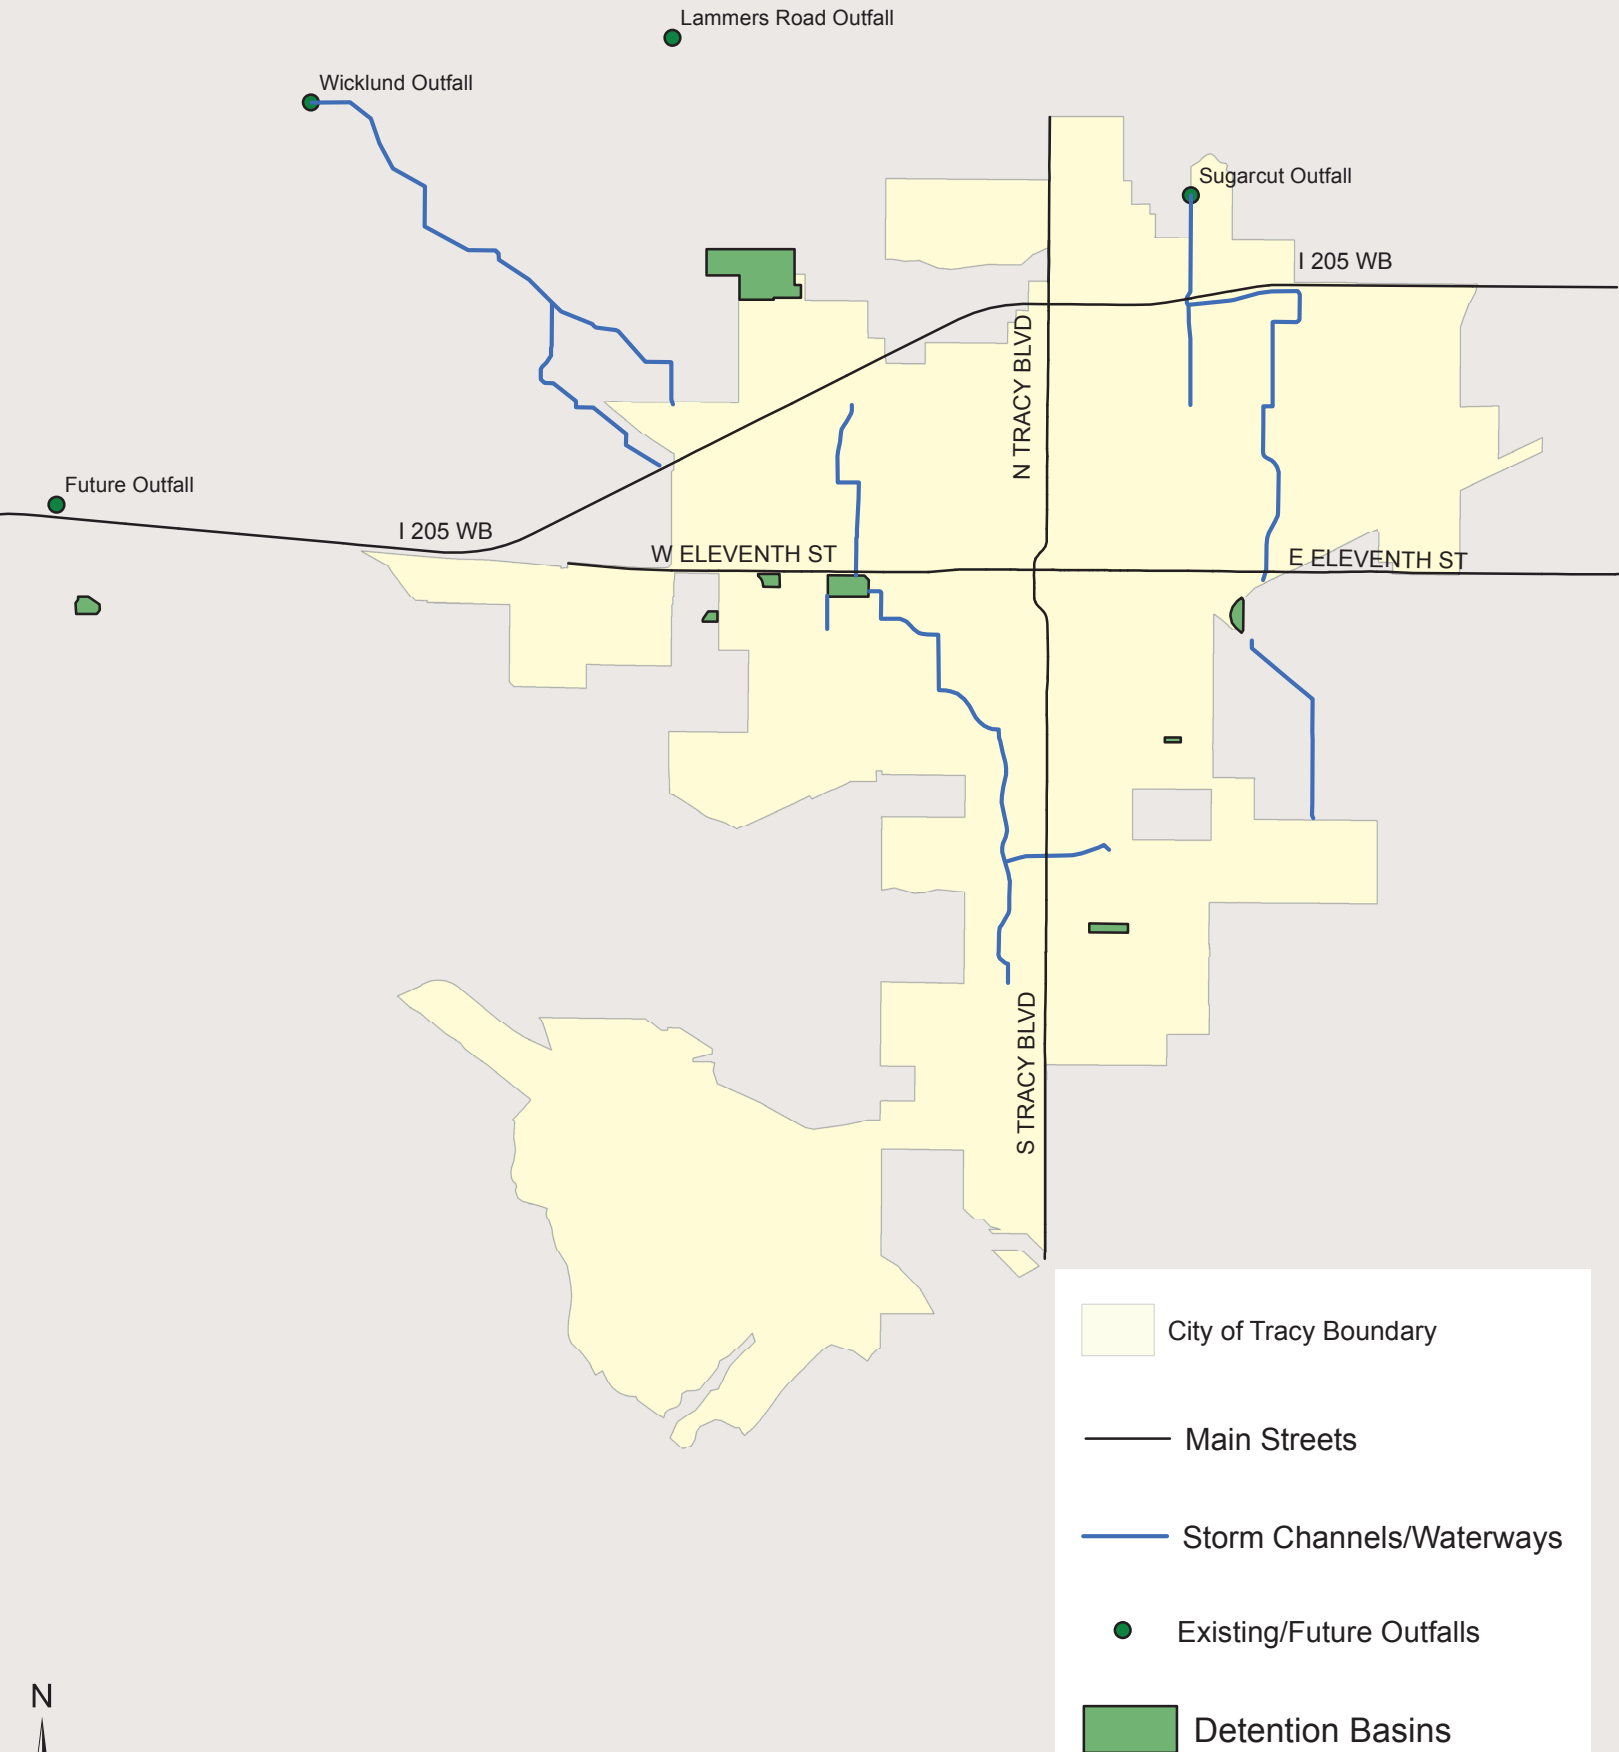 Lammers Road Outfall
Wicklund Outfall
Sugarcut Outfall
I 205 WB
N TRACY BLVD
Future Outfall
I 205 WB
W ELEVENTH ST
E ELEVENTH ST
S TRACY BLVD
City of Tracy Boundary
Main Streets
Storm Channels/Waterways
Existing/Future Outfalls
N
Detention Basins